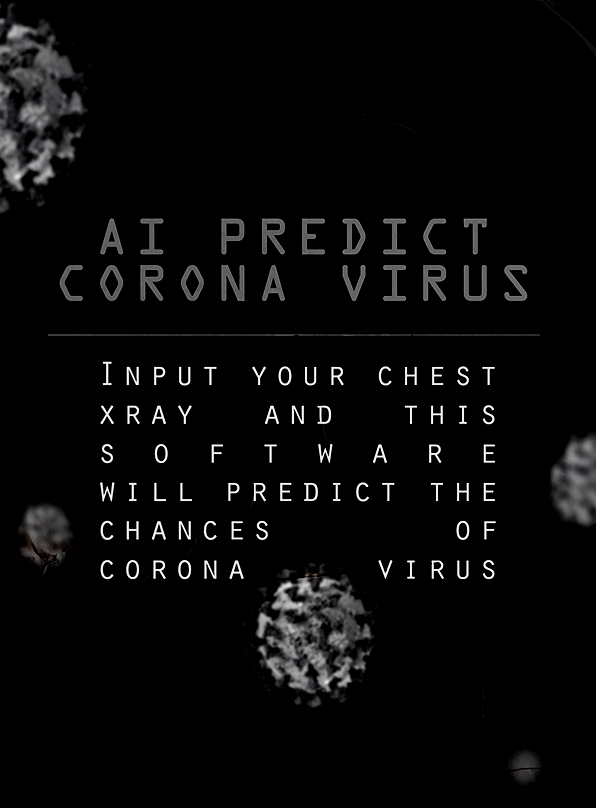 AI PREDICT
CORONA VIRUS
INPUT YOUR CHEST
XRAY AND THIS
SOFTWARE
WILL PREDICT THE
CHANCES OF
CORONA VIRUS